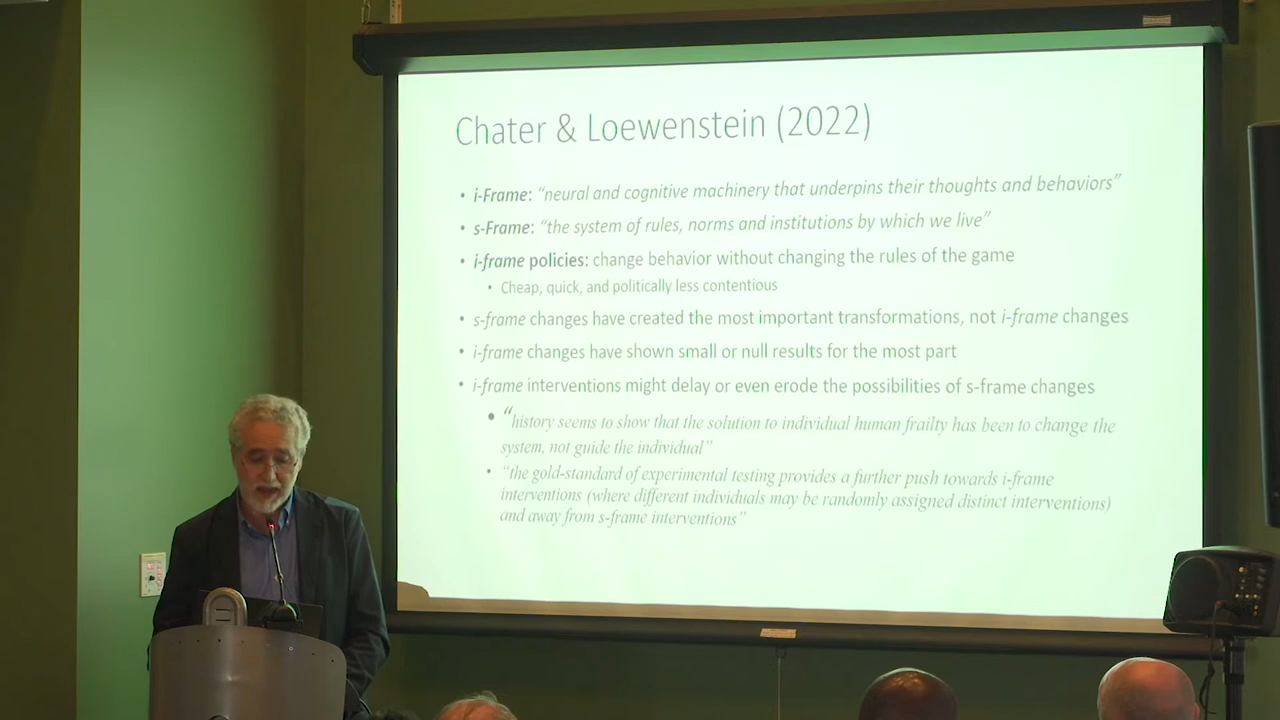 Chater & Loewenstein (2022)
• i-Frame: “neural and cognitive machinery that underpins their thoughts and behaviors”
• s-Frame: “the system of rules, norms and institutions by which we live”
• i-frame policies: change behavior without changing the rules of the game
• Cheap, quick, and politically less contentious
• s-frame changes have created the most important transformations, not i-frame changes
• i-frame changes have shown small or null results for the most part
• i-frame interventions might delay or even erode the possibilities of s-frame changes
• “history seems to show that the solution to individual human frailty has been to change the
system, not guide the individual”
• “the gold-standard of experimental testing provides a further push towards i-frame
interventions (where different individuals may be randomly assigned distinct interventions)
and away from s-frame interventions”